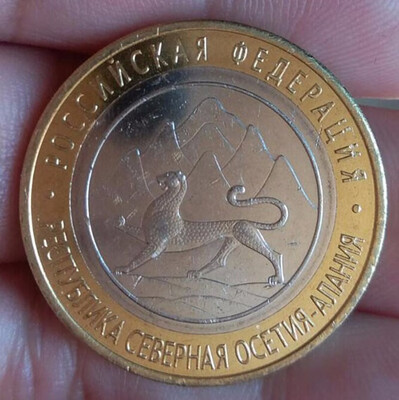 РОССИЙСКАЯ ФЕДЕРАЦИЯ
РЕСПУБЛИКА СЕВЕРНАЯ ОСЕТИЯ-АЛАНИЯ